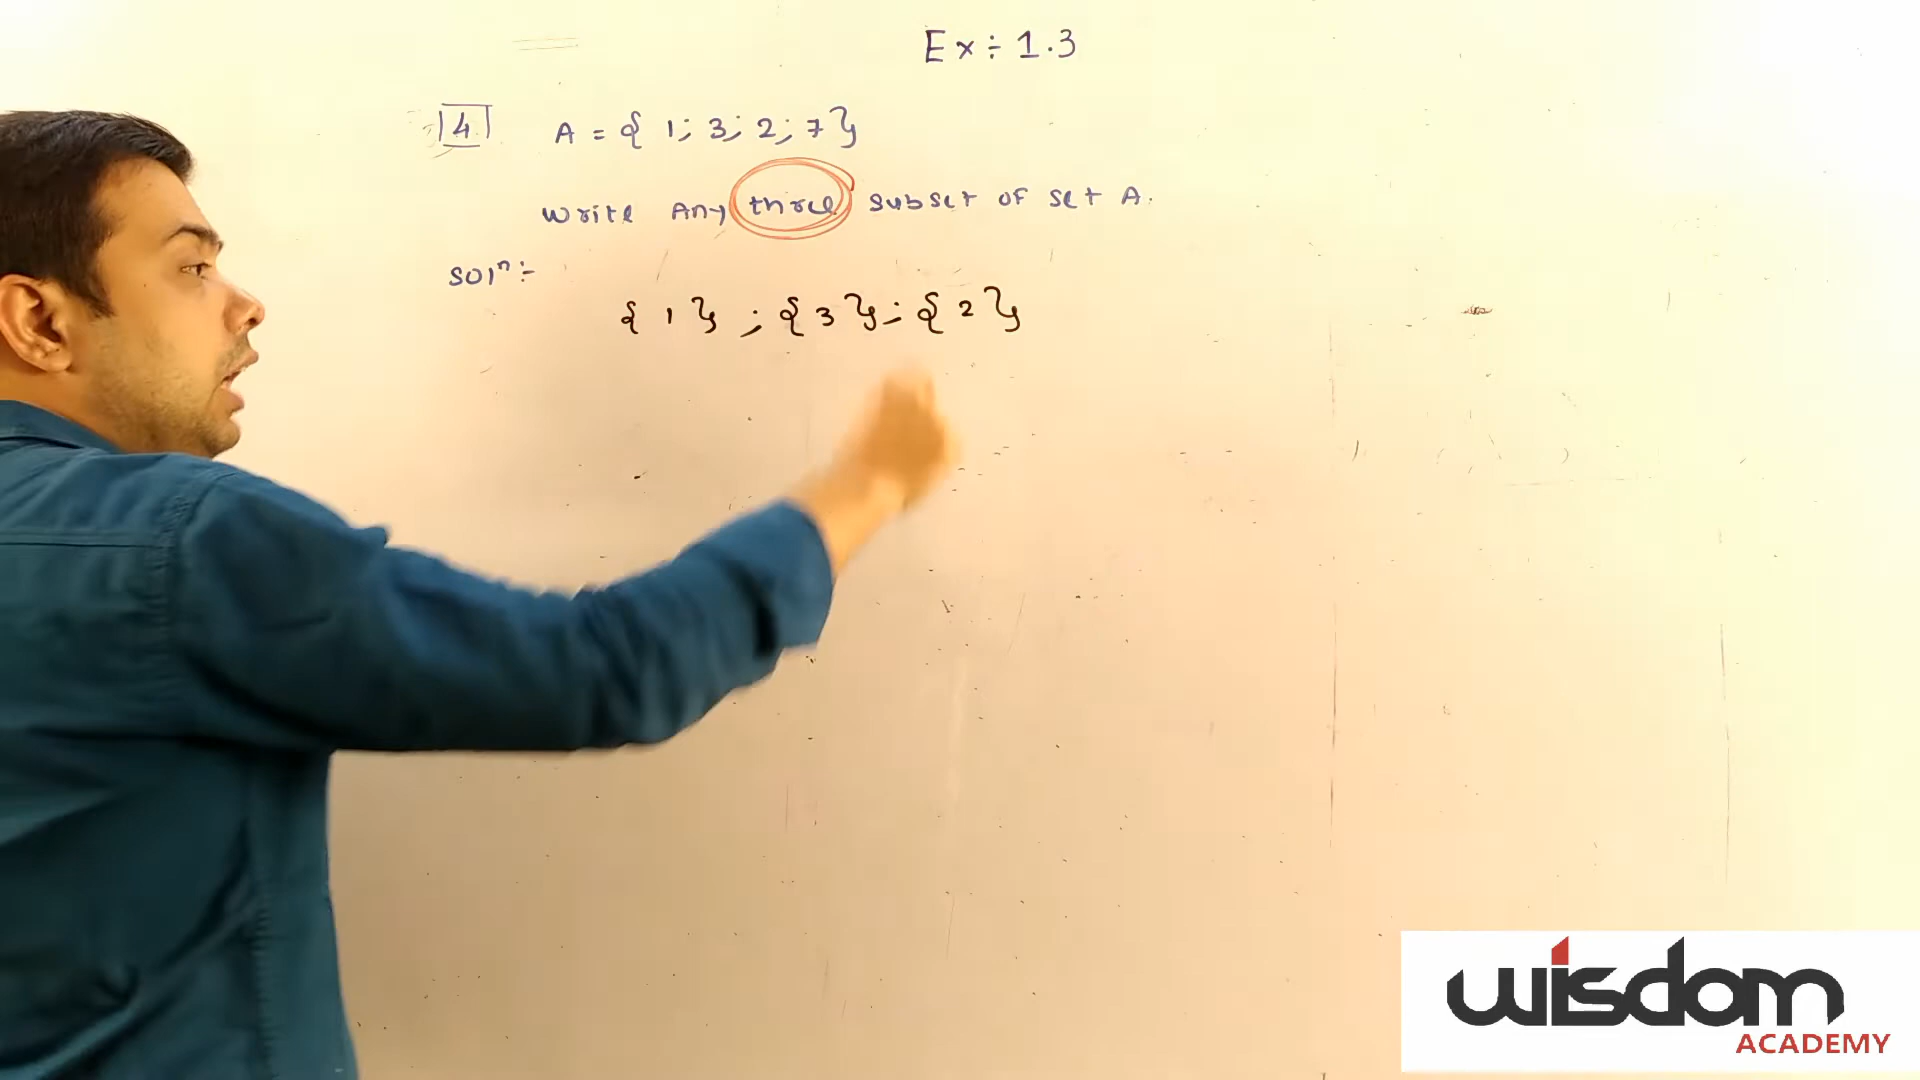 Ex÷ 1.3
4 A = { 1; 3; 2; 7}
Write Any three subset OF set A.
Solⁿ:-
{ 1 } ; { 3 } ; { 2 }
wisdom
ACADEMY